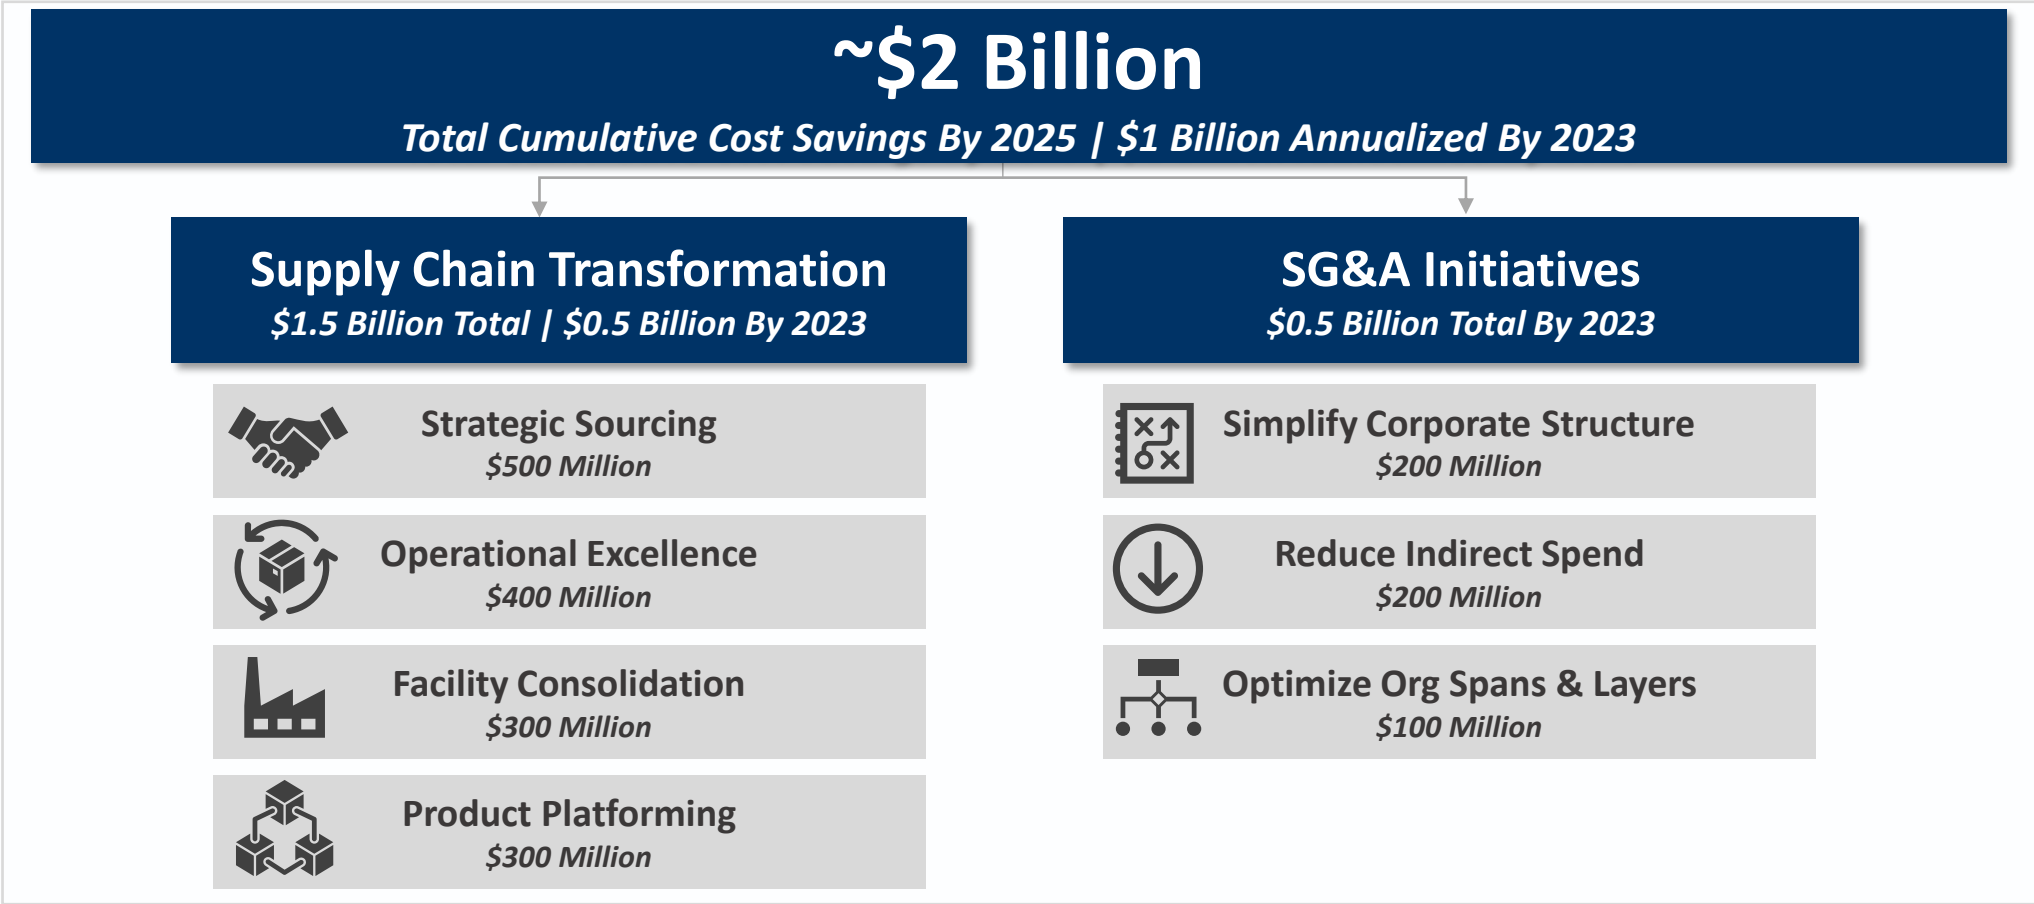 ~$2 Billion
Total Cumulative Cost Savings By 2025 | $1 Billion Annualized By 2023
Supply Chain Transformation
$1.5 Billion Total | $0.5 Billion By 2023
Strategic Sourcing
$500 Million
Operational Excellence
$400 Million
Facility Consolidation
$300 Million
Product Platforming
$300 Million
SG&A Initiatives
$0.5 Billion Total By 2023
Simplify Corporate Structure
$200 Million
Reduce Indirect Spend
$200 Million
Optimize Org Spans & Layers
$100 Million